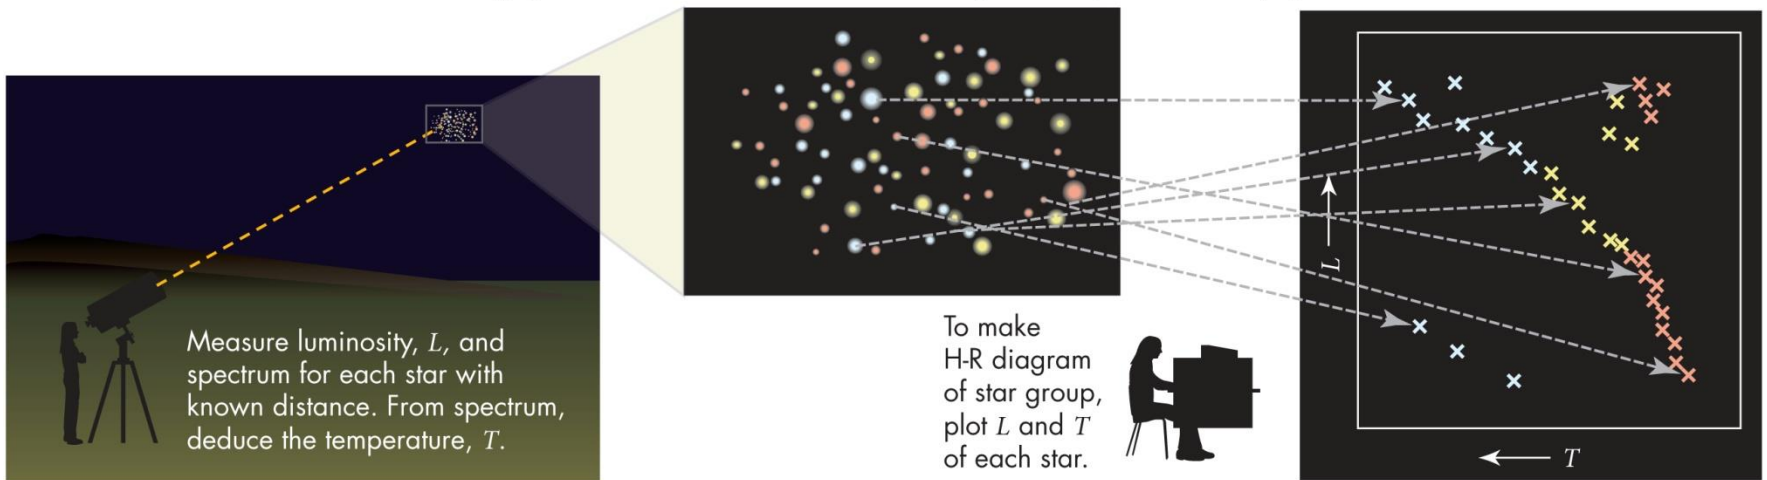 Measure luminosity, L, and
spectrum for each star with
known distance. From spectrum,
deduce the temperature, T.
To make
H-R diagram
of star group,
plot L and T
of each star.
L
T